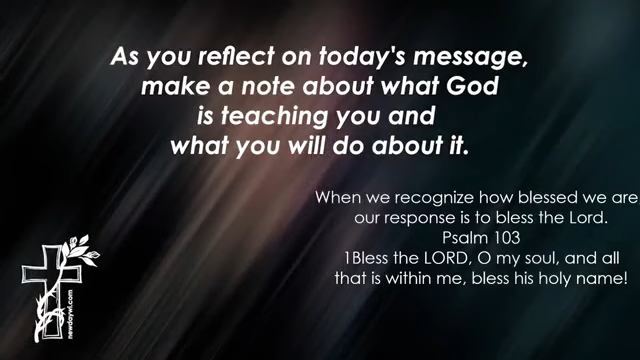 As you reflect on today's message,
make a note about what God
is teaching you and
what you will do about it.
When we recognize how blessed we are
our response is to bless the Lord.
Psalm 103
1Bless the LORD, O my soul, and all
that is within me, bless his holy name!
newdaywi.com